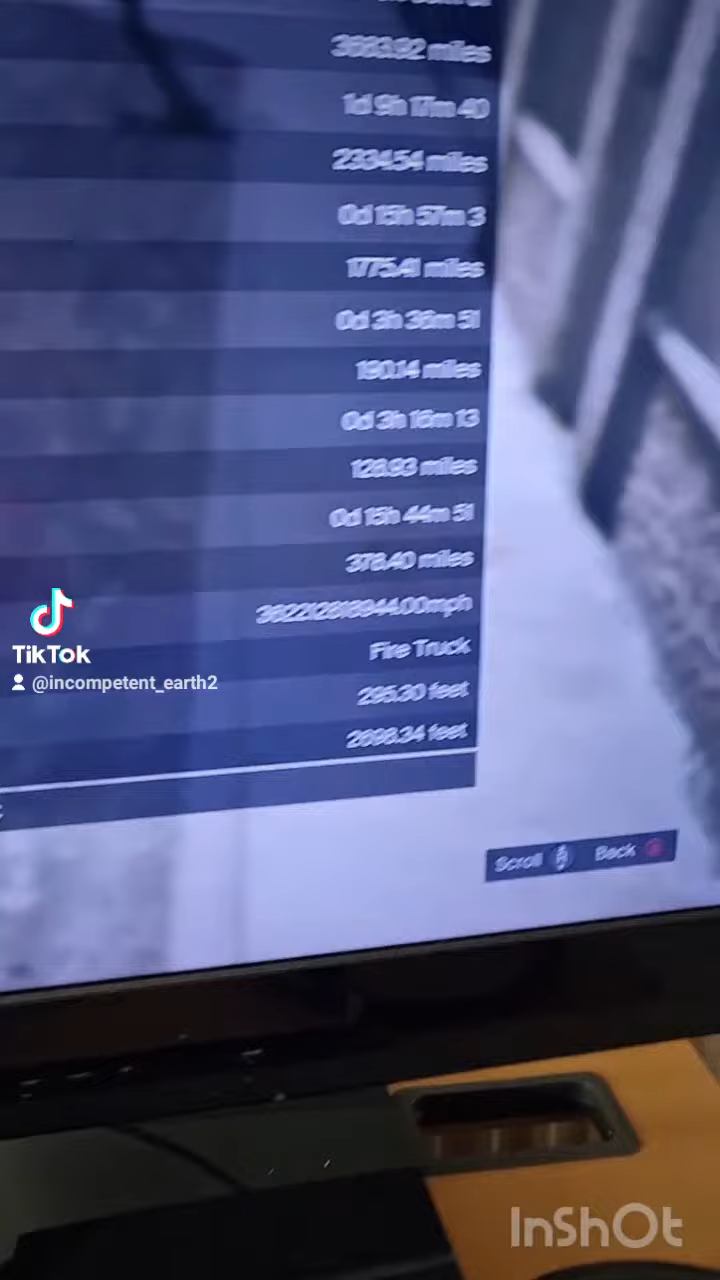 3683.92 miles
1d 9h 17m 40
2334.54 miles
0d 15h 57m 3
1775.41 miles
0d 3h 36m 51
190.14 miles
0d 3h 16m 13
128.93 miles
0d 15h 44m 51
378.40 miles
Fire Truck
295.30 feet
2698.34 feet
TikTok
@incompetent_earth2
Scroll Back
InShOt